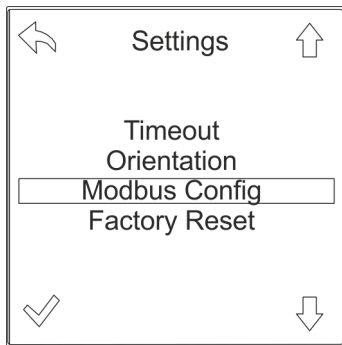 Settings
Timeout
Orientation
Modbus Config
Factory Reset